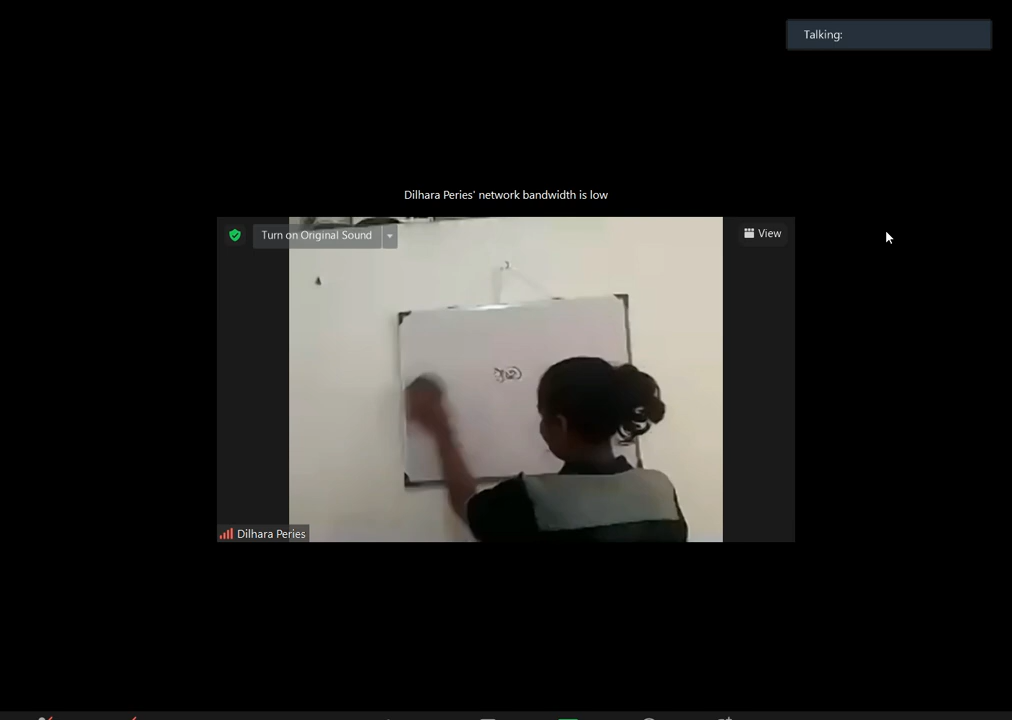 Talking:
Dilhara Peries' network bandwidth is low
Turn on Original Sound
View
Dilhara Peries